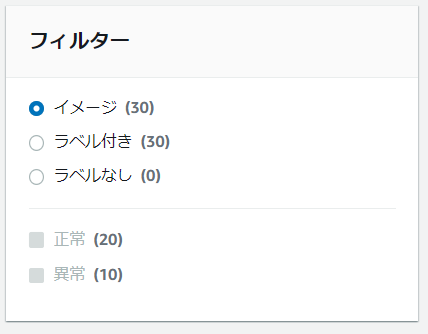 フィルター
イメージ (30)
ラベル付き (30)
ラベルなし (0)
正常 (20)
異常 (10)